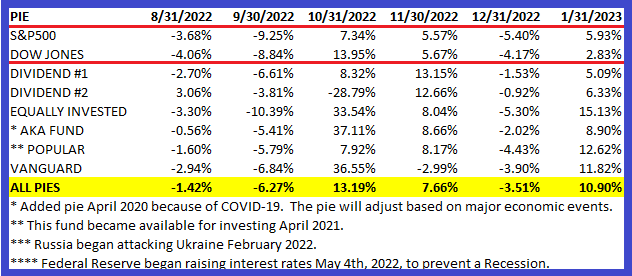 PIE 8/31/2022 9/30/2022 10/31/2022 11/30/2022 12/31/2022 1/31/2023
S&P500 -3.68% -9.25% 7.34% 5.57% -5.40% 5.93%
DOW JONES -4.06% -8.84% 13.95% 5.67% -4.17% 2.83%
DIVIDEND #1 -2.70% -6.61% 8.32% 13.15% -1.53% 5.09%
DIVIDEND #2 3.06% -3.81% -28.79% 12.66% -0.92% 6.33%
EQUALLY INVESTED -3.30% -10.39% 33.54% 8.04% -5.30% 15.13%
* AKA FUND -0.56% -5.41% 37.11% 8.66% -2.02% 8.90%
** POPULAR -1.60% -5.79% 7.92% 8.17% -4.43% 12.62%
VANGUARD -2.94% -6.84% 36.55% -2.99% -3.90% 11.82%
ALL PIES -1.42% -6.27% 13.19% 7.66% -3.51% 10.90%
* Added pie April 2020 because of COVID-19. The pie will adjust based on major economic events.
** This fund became available for investing April 2021.
*** Russia began attacking Ukraine February 2022.
**** Federal Reserve began raising interest rates May 4th, 2022, to prevent a Recession.